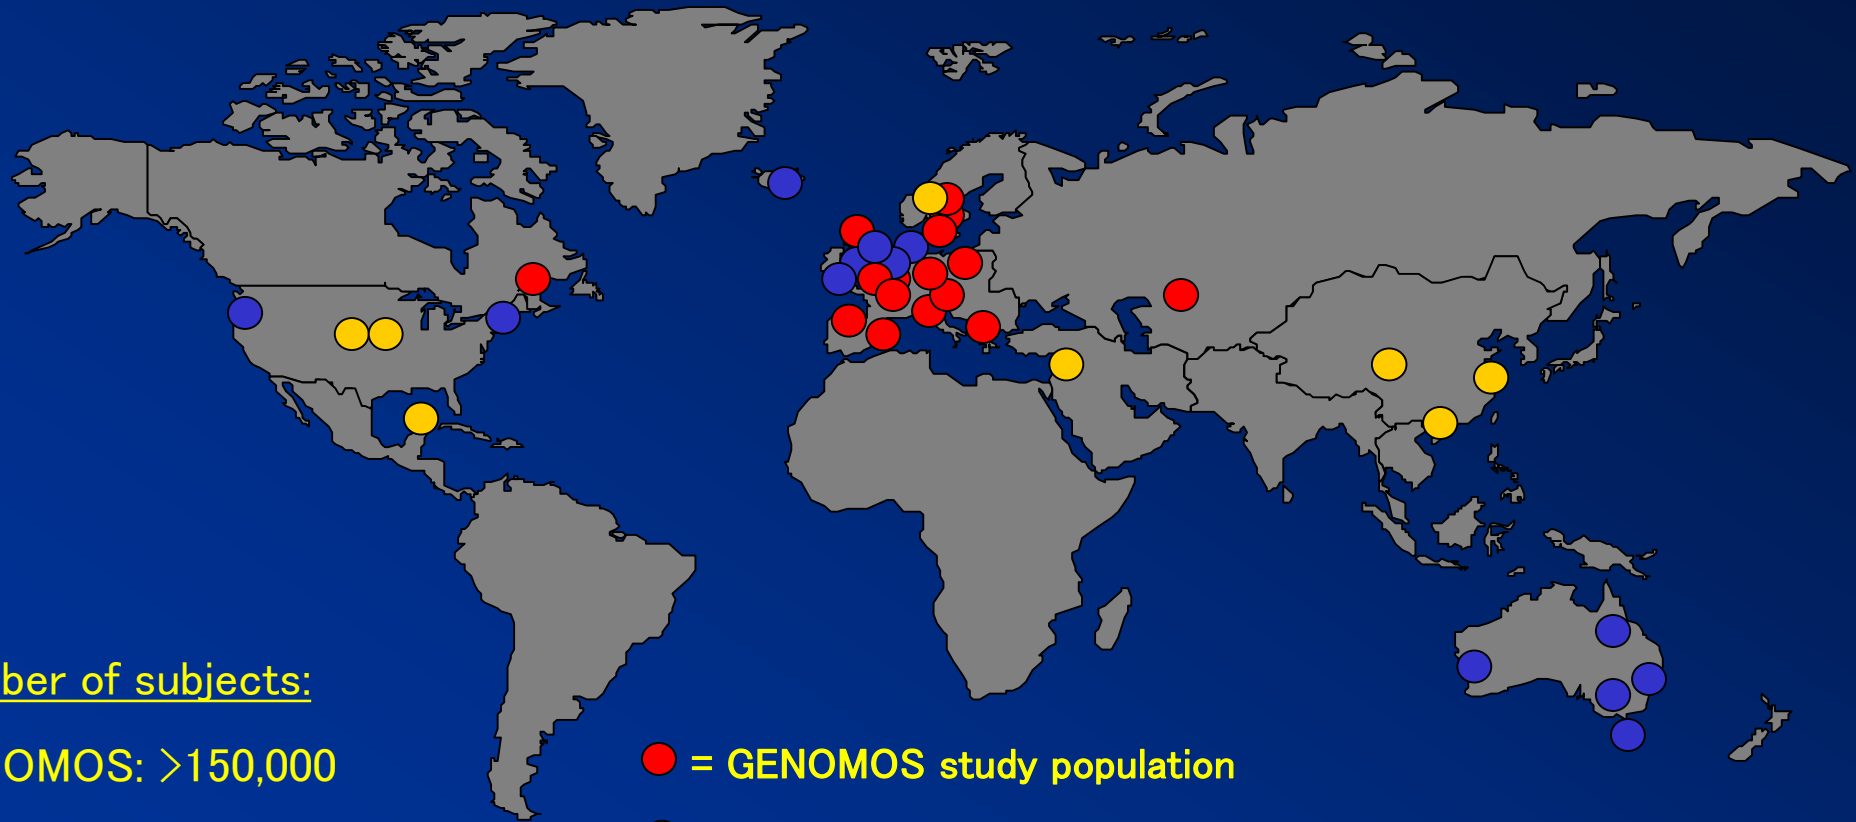 ber of subjects:
OMOS: >150,000
= GENOMOS study population